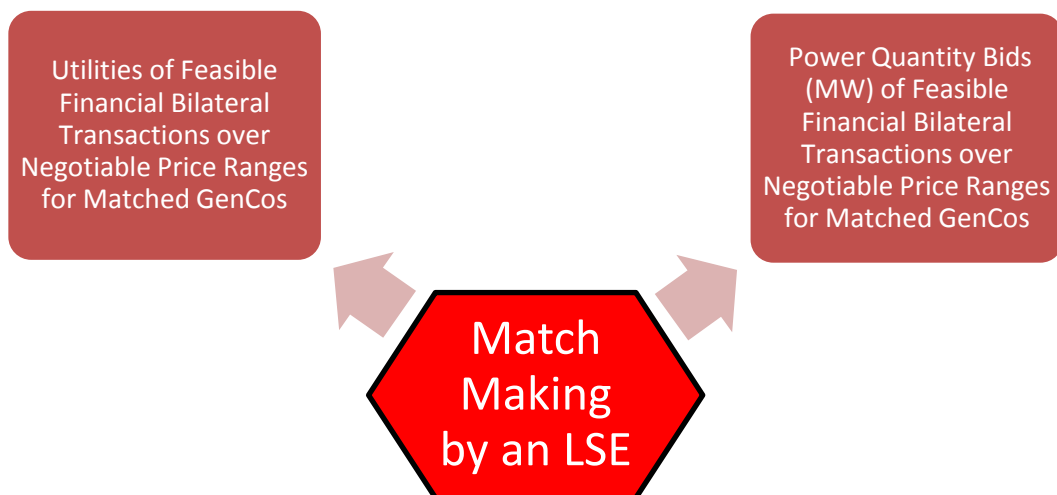 Utilities of Feasible
Financial Bilateral
Transactions over
Negotiable Price Ranges
for Matched GenCos
Power Quantity Bids
(MW) of Feasible
Financial Bilateral
Transactions over
Negotiable Price Ranges
for Matched GenCos
Match
Making
by an LSE